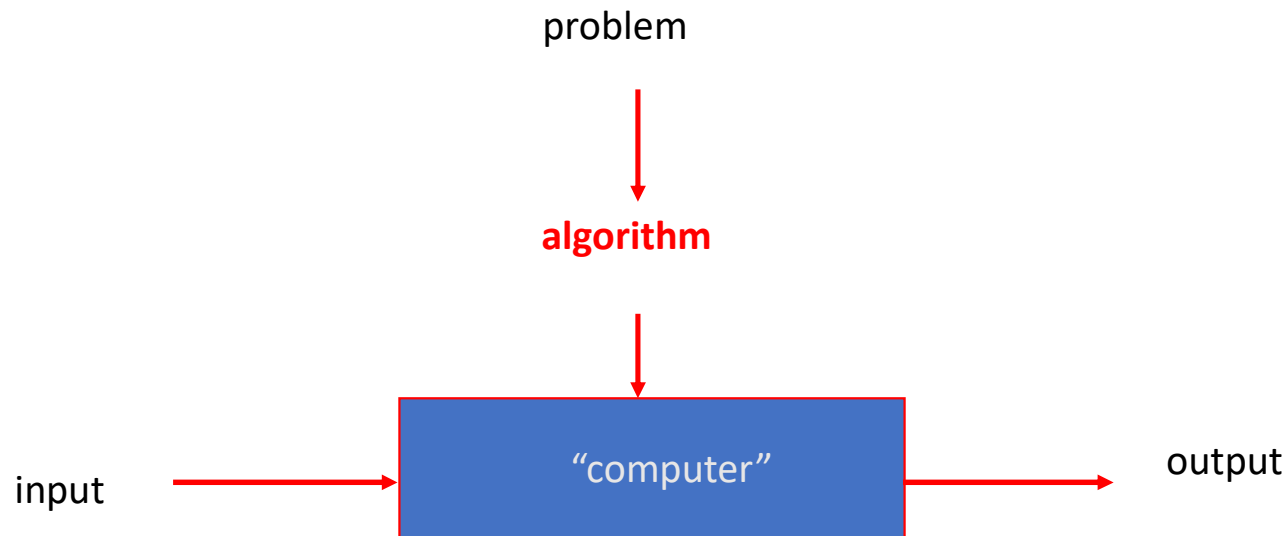 problem
algorithm
“computer”
input
output